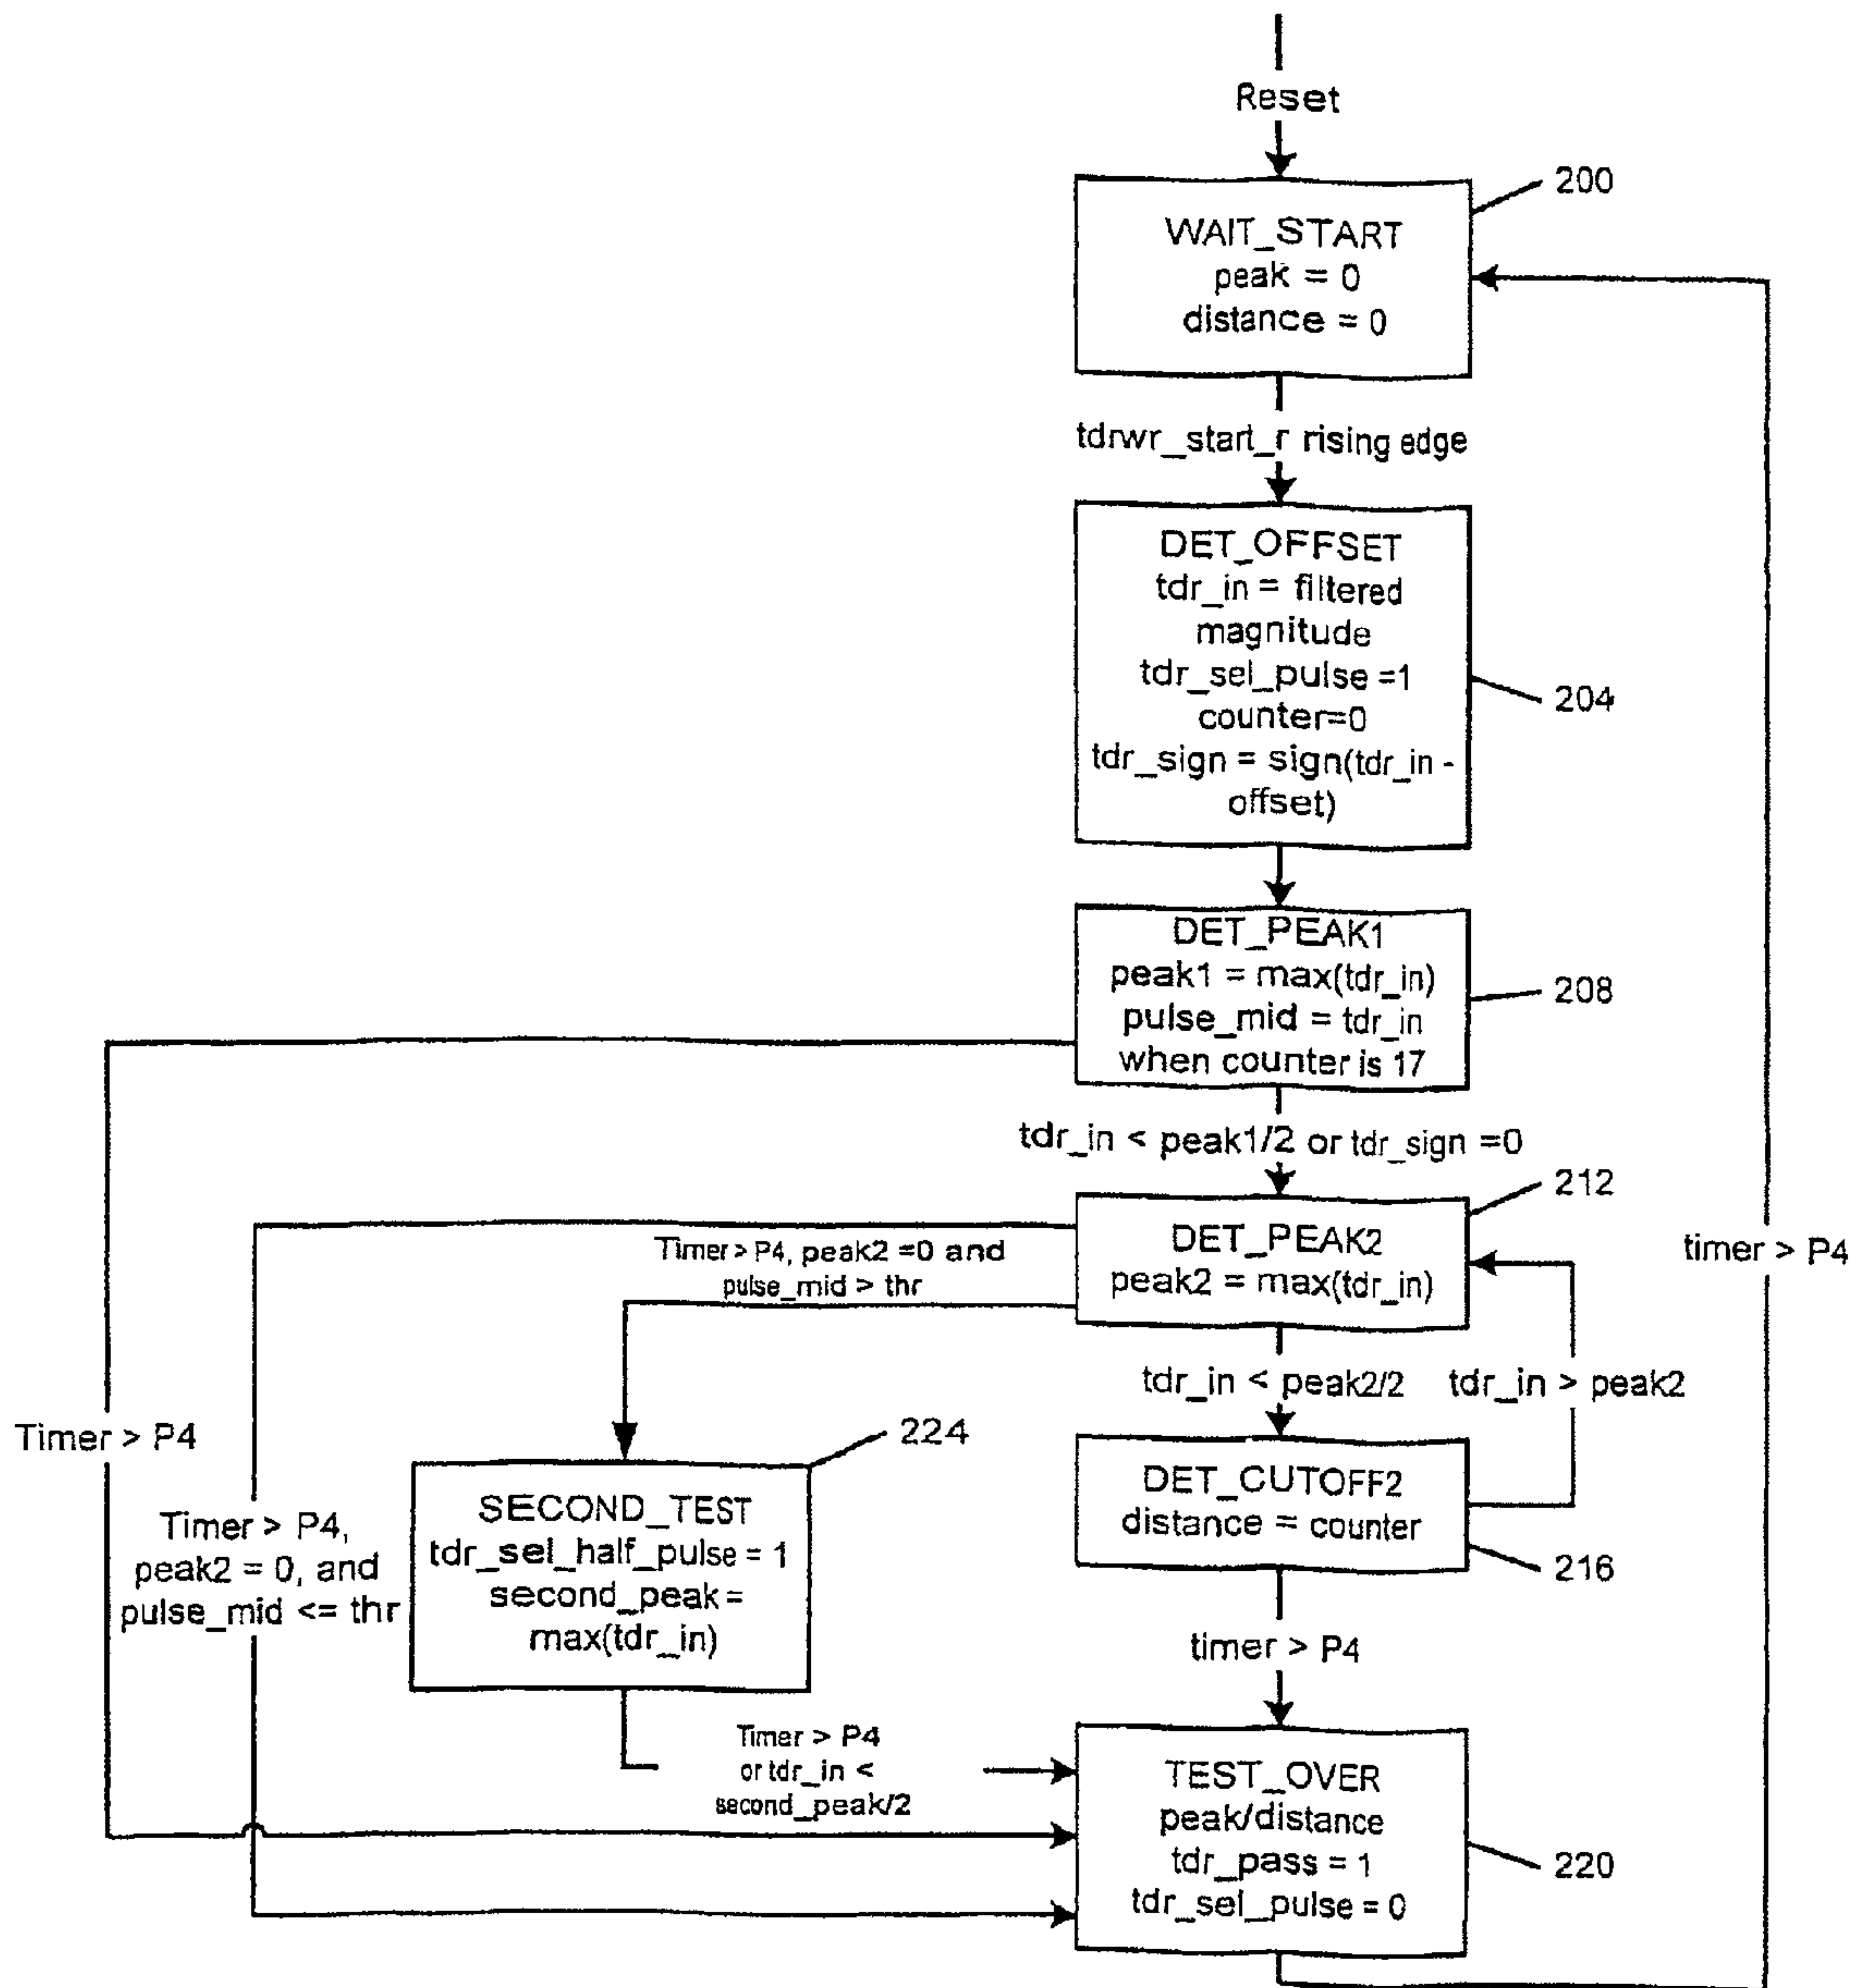 Reset
200
WAIT_START
peak = 0
distance = 0
tdrwr_start_r rising edge
DET_OFFSET
tdr_in = filtered
magnitude
tdr_sel_pulse =1
counter=0
tdr_sign = sign(tdr_in -
offset)
204
DET_PEAK1
peak1 = max(tdr_in)
pulse_mid = tdr_in
when counter is 17
208
tdr_in < peak1/2 or tdr_sign =0
212
DET_PEAK2
peak2 = max(tdr_in)
Timer > P4, peak2 =0 and
pulse_mid > thr
timer > P4
tdr_in < peak2/2
tdr_in > peak2
Timer > P4
224
DET_CUTOFF2
distance = counter
216
SECOND_TEST
tdr_sel_half_pulse = 1
second_peak =
max(tdr_in)
Timer > P4,
peak2 = 0, and
pulse_mid <= thr
timer > P4
Timer > P4
or tdr_in <
second_peak/2
TEST_OVER
peak/distance
tdr_pass = 1
tdr_sel_pulse = 0
220